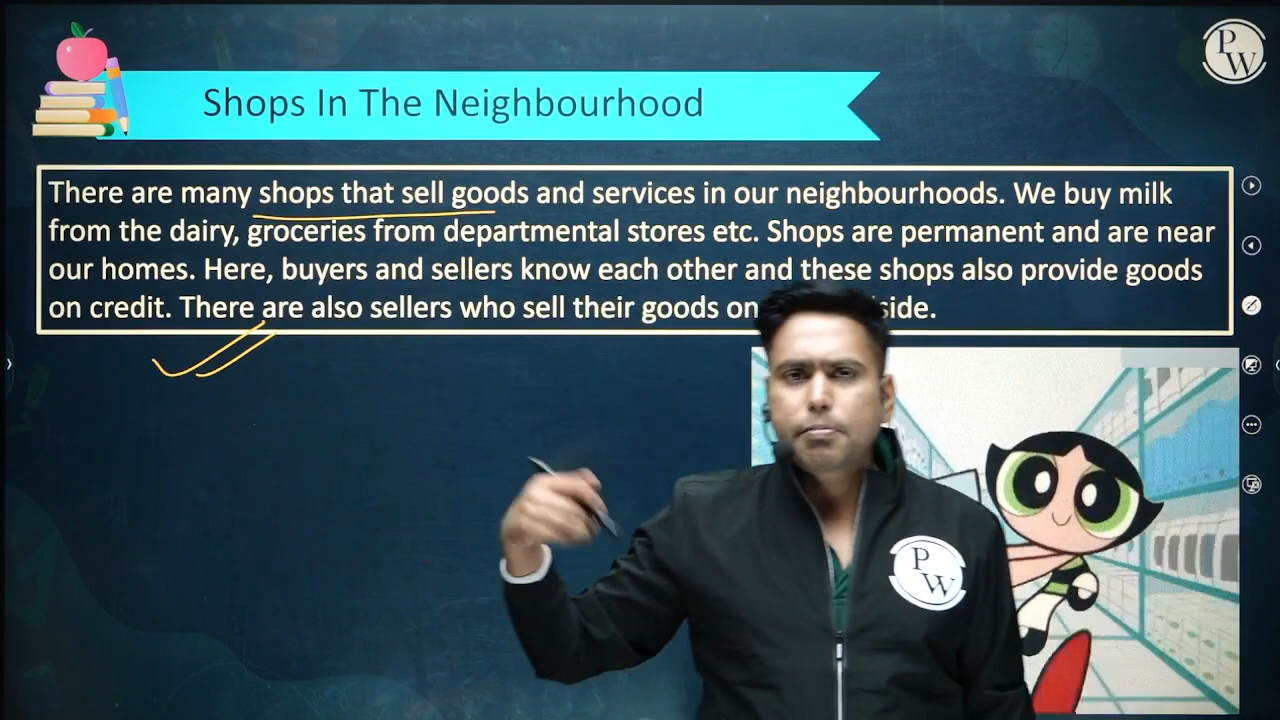 Shops In The Neighbourhood
PW
There are many shops that sell goods and services in our neighbourhoods. We buy milk
from the dairy, groceries from departmental stores etc. Shops are permanent and are near
our homes. Here, buyers and sellers know each other and these shops also provide goods
on credit. There are also sellers who sell their goods on side.
PW